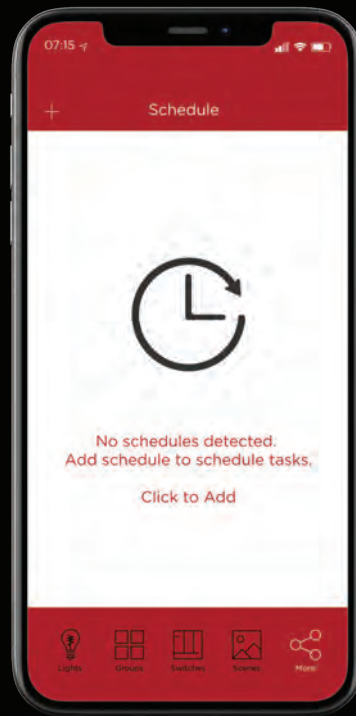 07:15
Schedule
No schedules detected.
Add schedule to schedule tasks.
Click to Add
Lights
Groups
Switches
Scenes
More